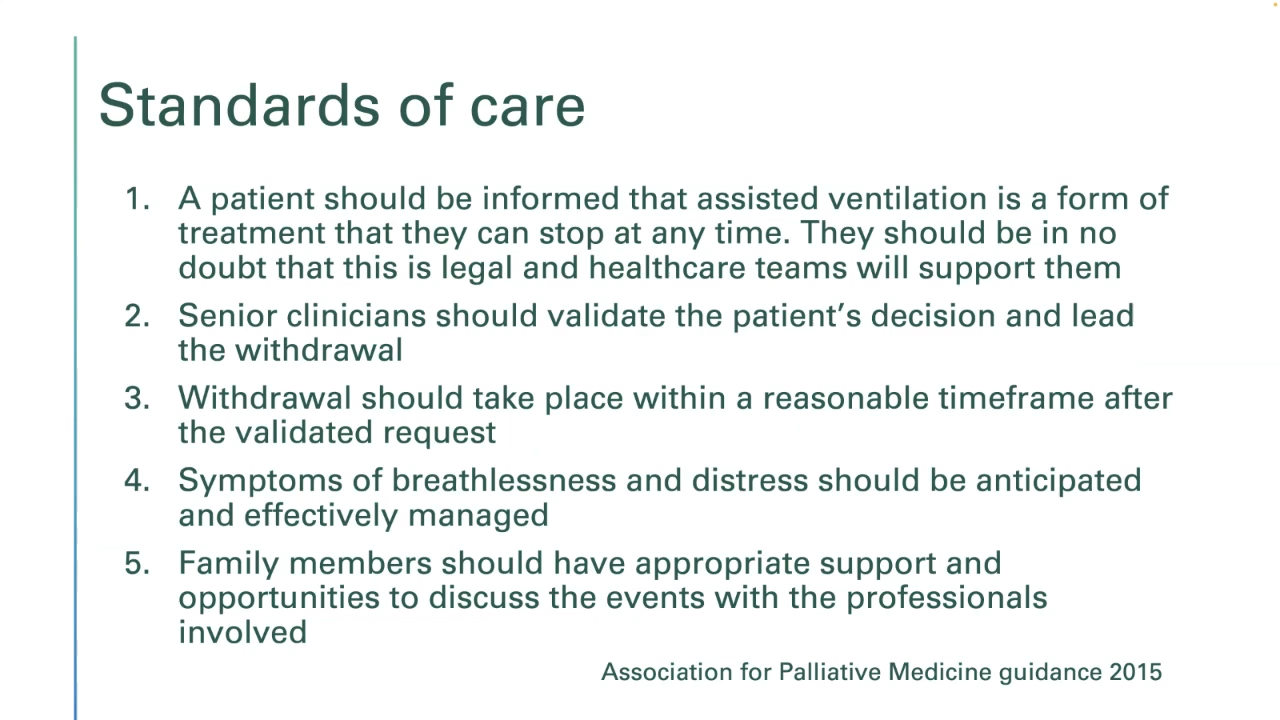 Standards of care
1. A patient should be informed that assisted ventilation is a form of
treatment that they can stop at any time. They should be in no
doubt that this is legal and healthcare teams will support them
2. Senior clinicians should validate the patient’s decision and lead
the withdrawal
3. Withdrawal should take place within a reasonable timeframe after
the validated request
4. Symptoms of breathlessness and distress should be anticipated
and effectively managed
5. Family members should have appropriate support and
opportunities to discuss the events with the professionals
involved
Association for Palliative Medicine guidance 2015